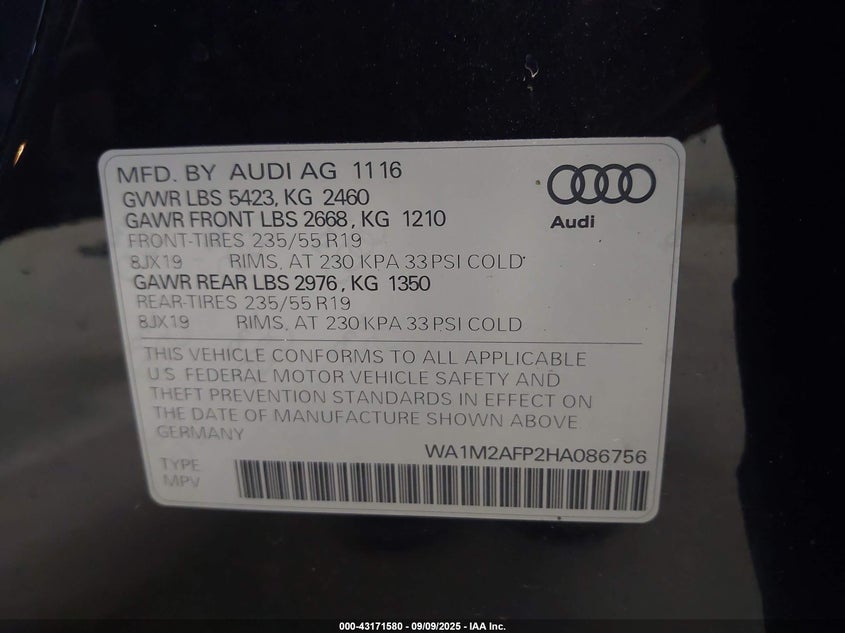 MFD. BY AUDI AG 11 16
GVWR LBS 5423, KG 2460
GAWR FRONT LBS 2668, KG 1210
FRONT-TIRES 235/55 R19
8JX19 RIMS, AT 230 KPA 33 PSI COLD
GAWR REAR LBS 2976, KG 1350
REAR-TIRES 235/55 R19
8JX19 RIMS, AT 230 KPA 33 PSI COLD
Audi
THIS VEHICLE CONFORMS TO ALL APPLICABLE
U.S. FEDERAL MOTOR VEHICLE SAFETY AND
THEFT PREVENTION STANDARDS IN EFFECT ON
THE DATE OF MANUFACTURE SHOWN ABOVE
GERMANY
WA1M2AFP2HA086756
TYPE
MPV
000-43171580 - 09/09/2025 - IAA Inc.